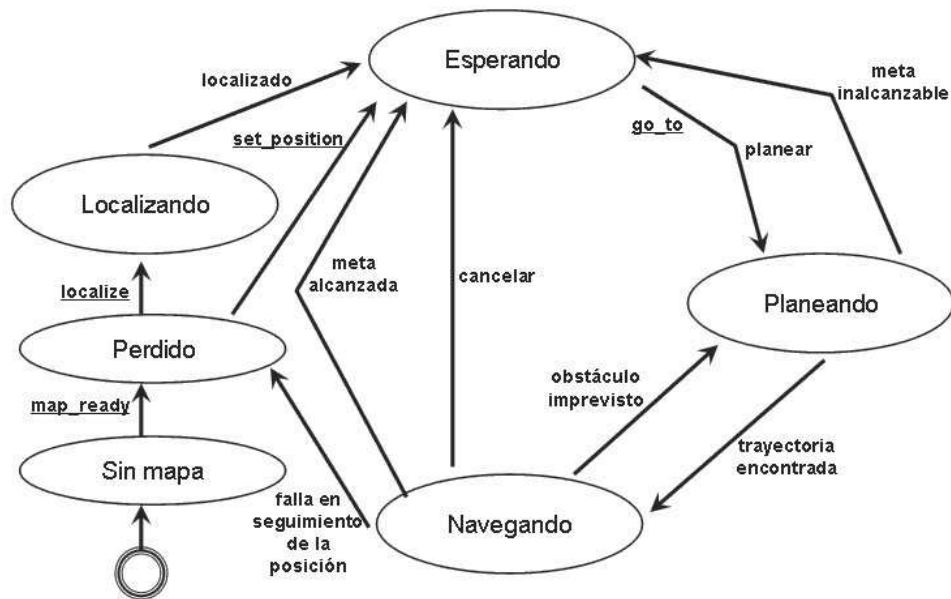 Esperando
localizado
meta
inalcanzable
set_position
go_to
planear
Localizando
meta
alcanzada
cancelar
localize
Planeando
Perdido
obstáculo
imprevisto
map_ready
trayectoria
encontrada
Sin mapa
falla en
seguimiento
de la
posición
Navegando